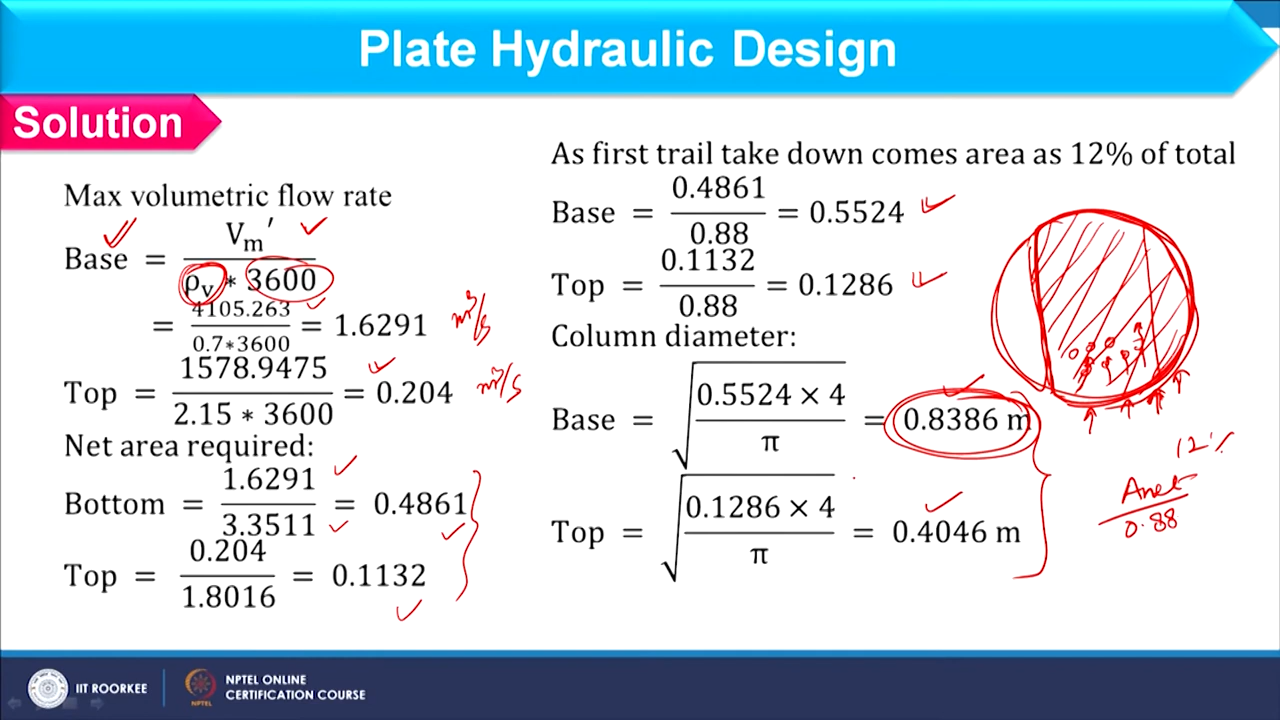 Plate Hydraulic Design
Solution
Max volumetric flow rate
Base = Vm′ / ρv * 3600
= 4105.263 / 0.7*3600 = 1.6291 m³/s
Top = 1578.9475 / 2.15 * 3600 = 0.204 m³/s
Net area required:
Bottom = 1.6291 / 3.3511 = 0.4861
Top = 0.204 / 1.8016 = 0.1132
As first trail take down comes area as 12% of total
Base = 0.4861 / 0.88 = 0.5524
Top = 0.1132 / 0.88 = 0.1286
Column diameter:
Base = √(0.5524 × 4 / π) = 0.8386 m
Top = √(0.1286 × 4 / π) = 0.4046 m
12%
Anet / 0.88
IIT ROORKEE
NPTEL
NPTEL ONLINE
CERTIFICATION COURSE